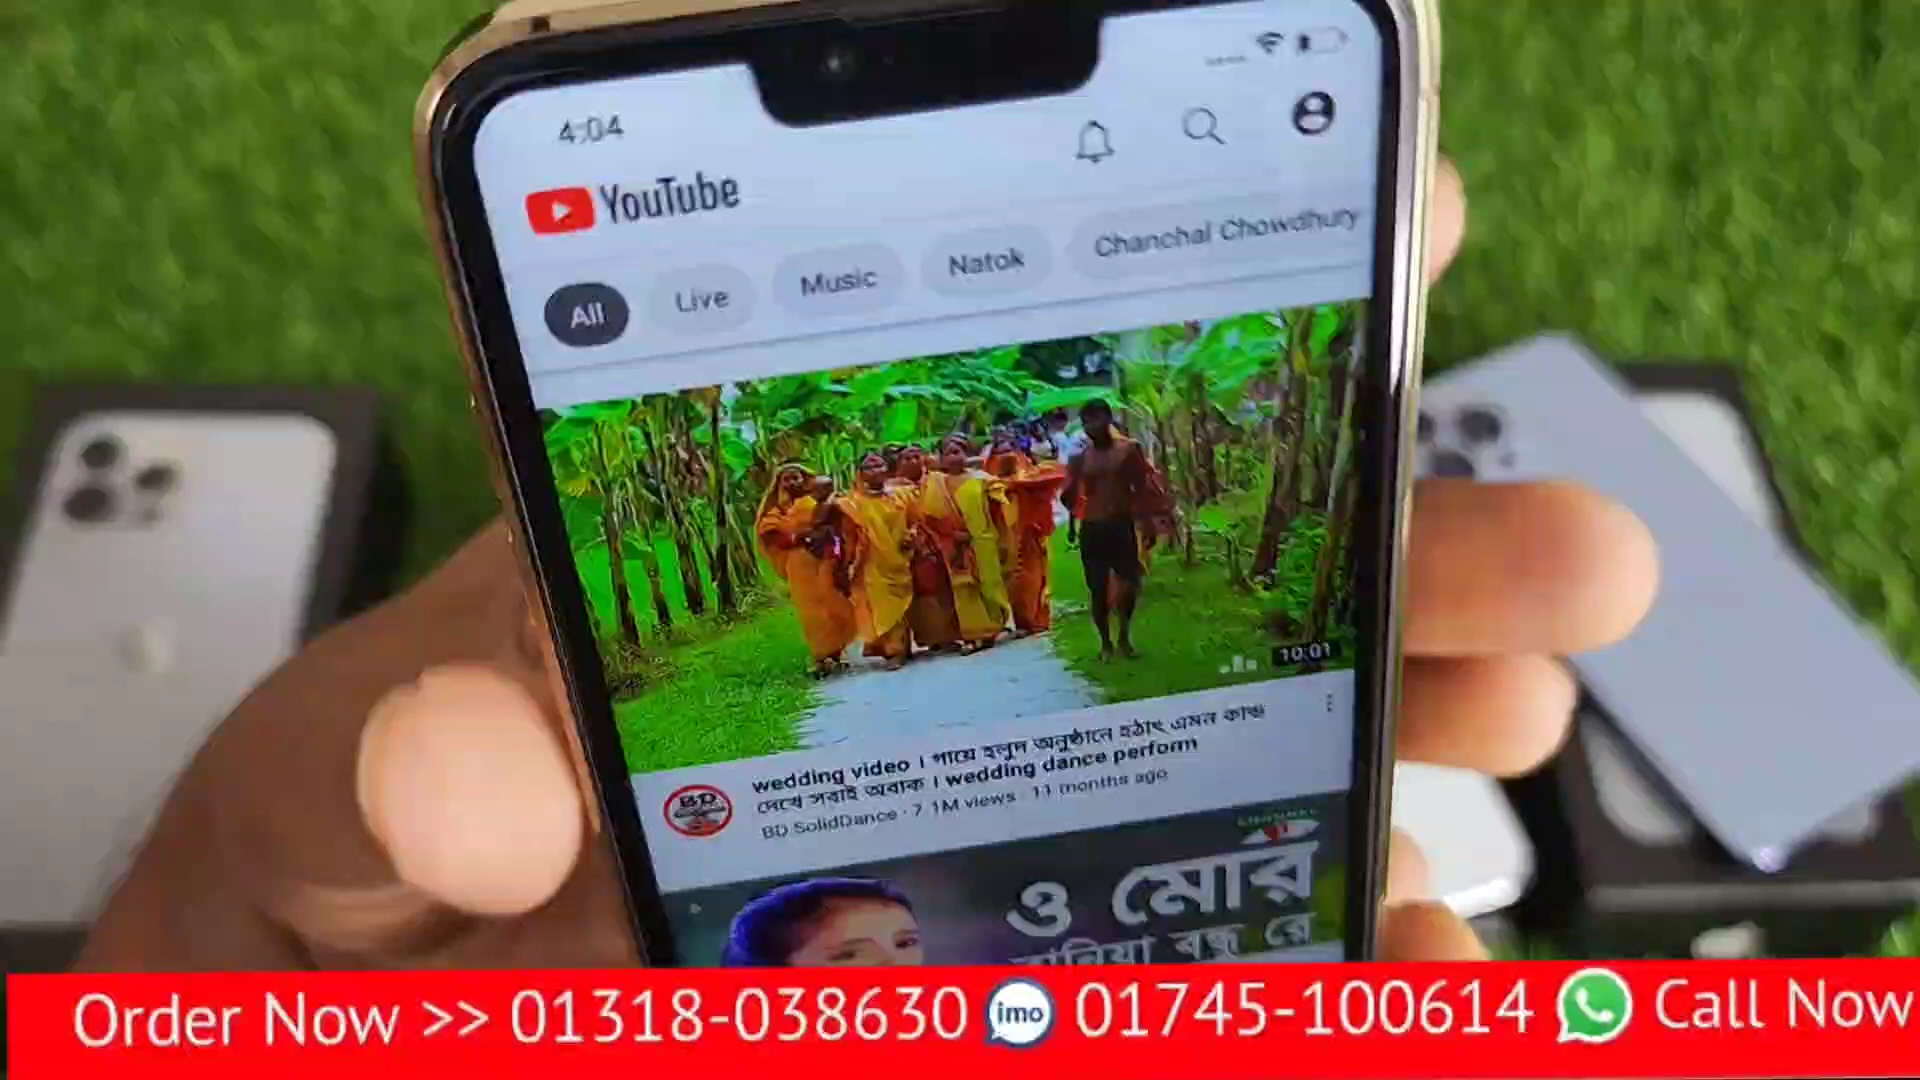 4:04
YouTube
All Live Music Natok Chanchal Chowdhury
10:01
wedding video । গায়ে হলুদ অনুষ্ঠানে হঠাৎ এমন কান্ড
দেখে সবাই অবাক । wedding dance perform
BD SolidDance · 7.1M views · 11 months ago
BD
ও মোর
বন্ধু রে
Order Now >> 01318-038630 imo 01745-100614 Call Now